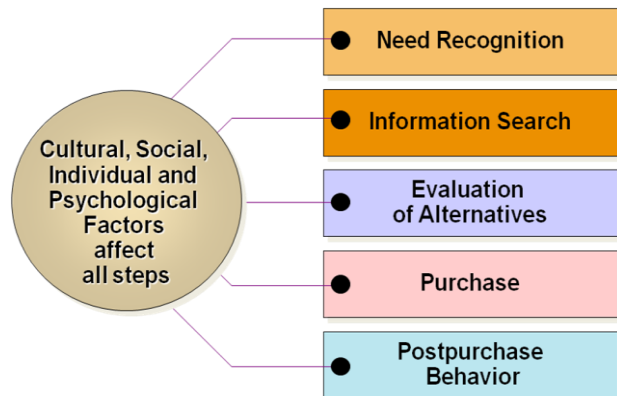 Cultural, Social,
Individual and
Psychological
Factors
affect
all steps
Need Recognition
Information Search
Evaluation
of Alternatives
Purchase
Postpurchase
Behavior